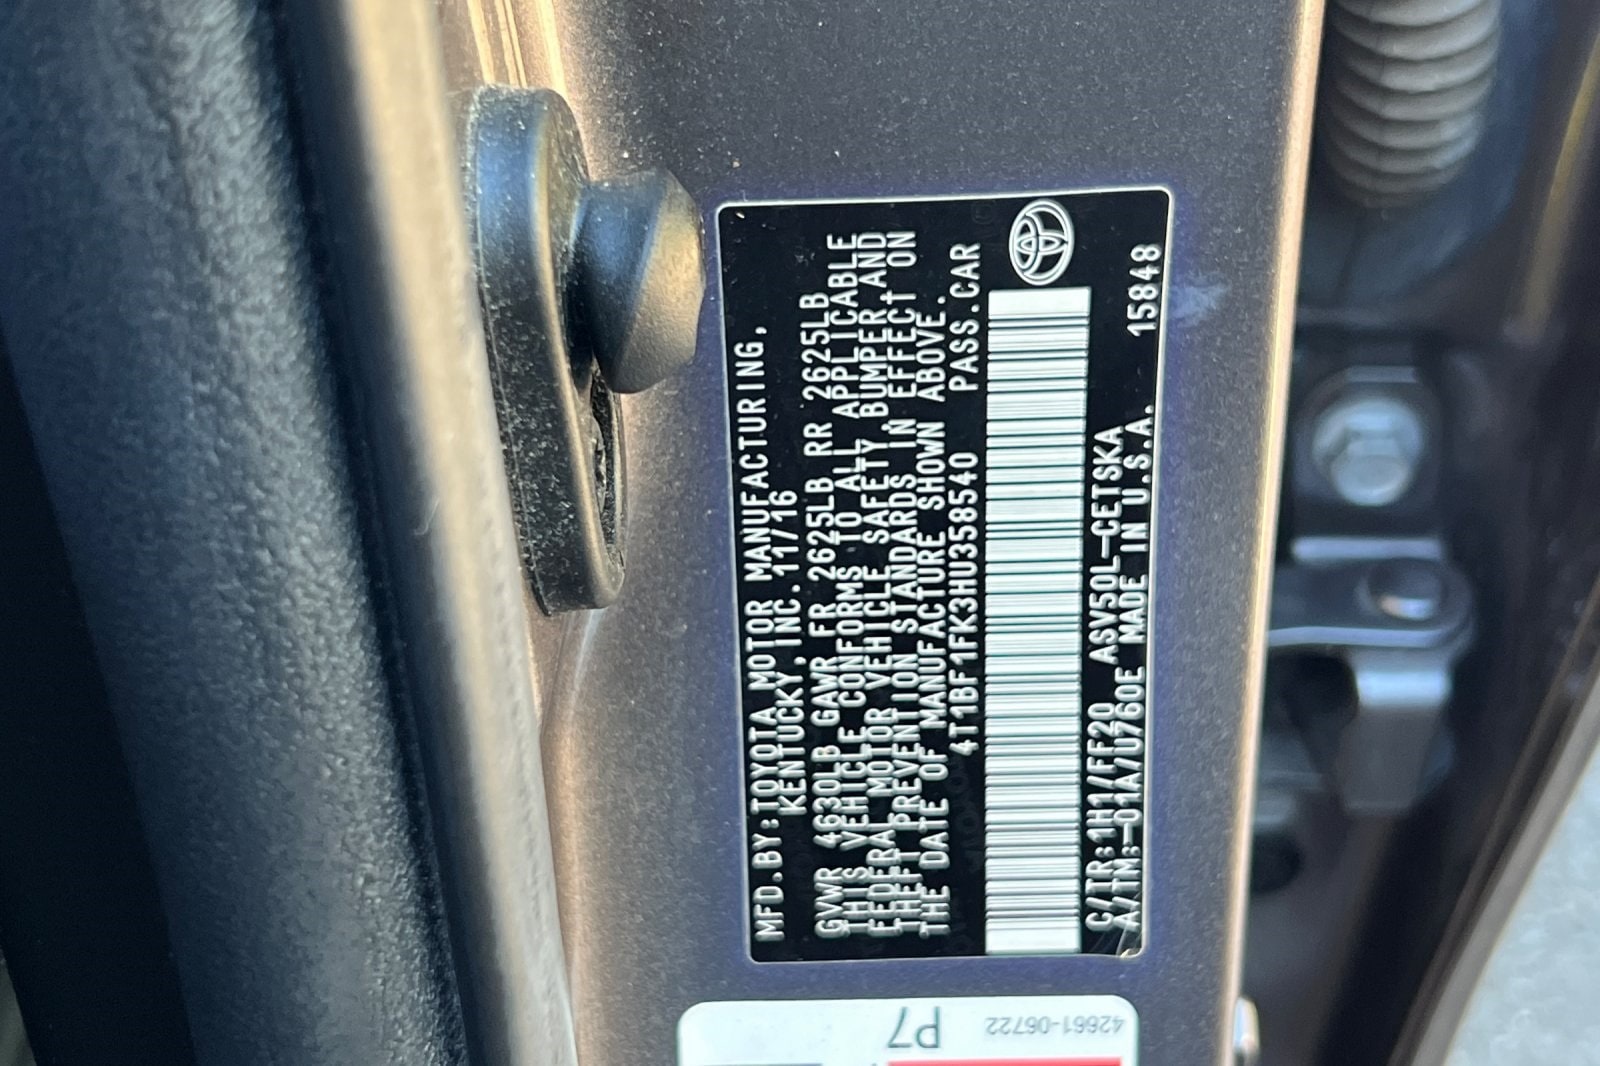 MFD.BY:TOYOTA MOTOR MANUFACTURING,
KENTUCKY, INC. 11/16
GVWR 4630LB GAWR FR 2625LB RR 2625LB
THIS VEHICLE CONFORMS TO ALL APPLICABLE
FEDERAL MOTOR VEHICLE SAFETY, BUMPER,AND
THEFT PREVENTION STANDARDS IN EFFECT ON
THE DATE OF MANUFACTURE SHOWN ABOVE.
4T1BF1FK3HU358540 PASS.CAR
C/TR:1H1/FF20 ASV50L-CETSKA
A/TM:-01A/U760E MADE IN U.S.A. 15848
42661-06722
P7